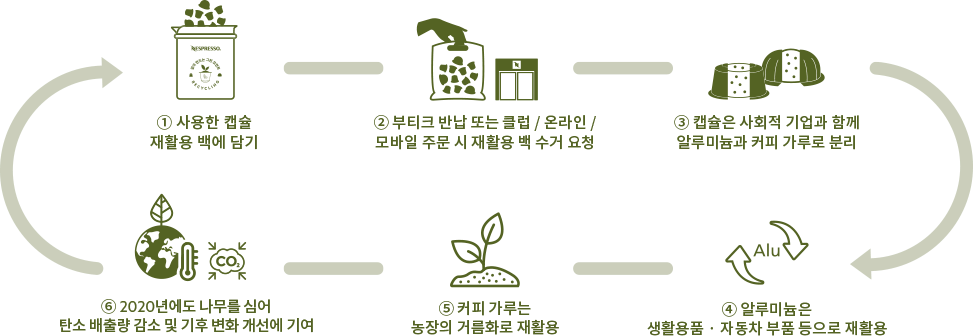 NESPRESSO.
RECYCLING
① 사용한 캡슐
재활용 백에 담기
② 부티크 반납 또는 클럽 / 온라인 /
모바일 주문 시 재활용 백 수거 요청
③ 캡슐은 사회적 기업과 함께
알루미늄과 커피 가루로 분리
CO₂
⑥ 2020년에도 나무를 심어
탄소 배출량 감소 및 기후 변화 개선에 기여
⑤ 커피 가루는
농장의 거름화로 재활용
Alu
④ 알루미늄은
생활용품 · 자동차 부품 등으로 재활용